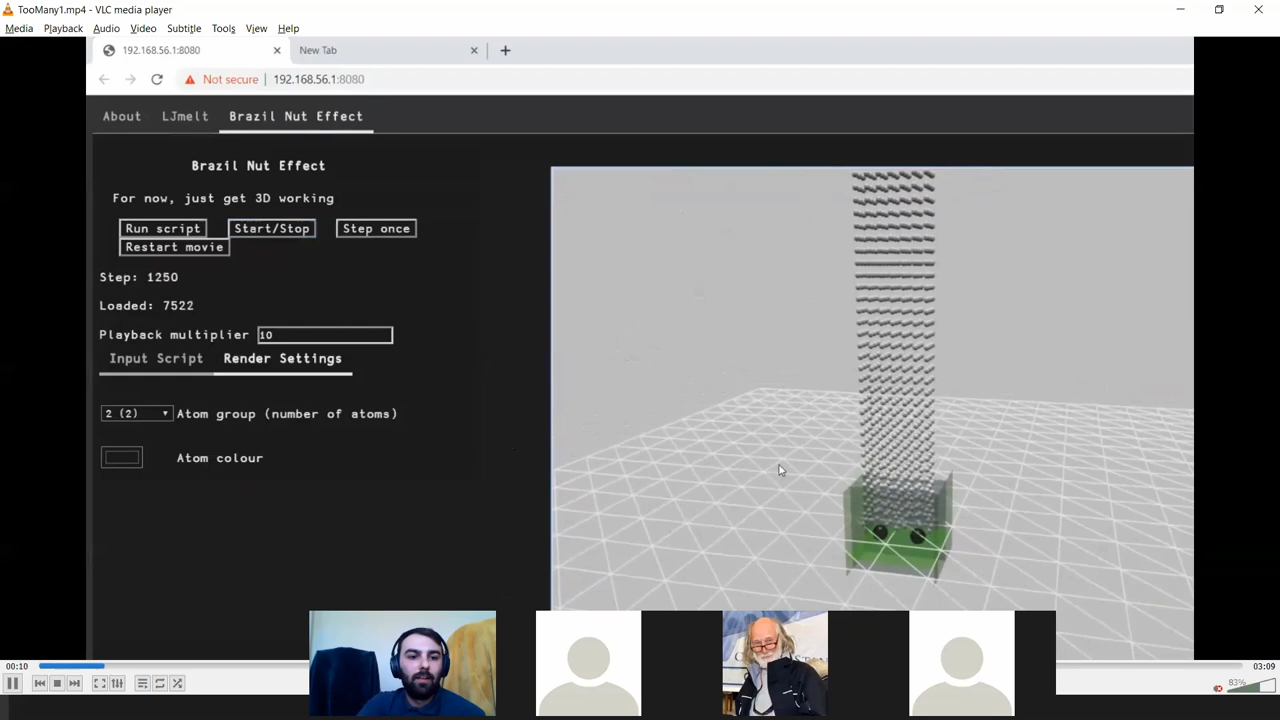 TooMany1.mp4 - VLC media player
Media Playback Audio Video Subtitle Tools View Help
192.168.56.1:8080
New Tab
Not secure | 192.168.56.1:8080
About LJmelt Brazil Nut Effect
Brazil Nut Effect
For now, just get 3D working
Run script Start/Stop Step once
Restart movie
Step: 1250
Loaded: 7522
Playback multiplier 10
Input Script Render Settings
2 (2) Atom group (number of atoms)
Atom colour
00:10
03:09
83%